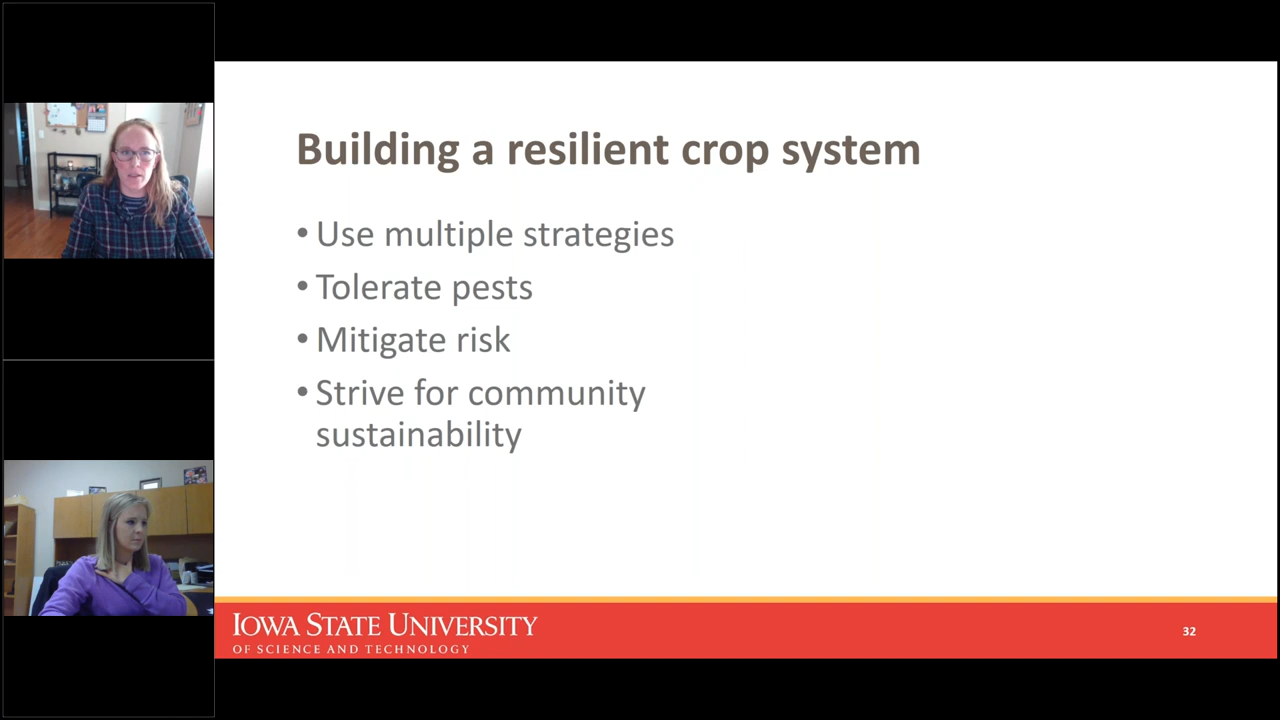 Building a resilient crop system
• Use multiple strategies
• Tolerate pests
• Mitigate risk
• Strive for community
sustainability
IOWA STATE UNIVERSITY
OF SCIENCE AND TECHNOLOGY
32